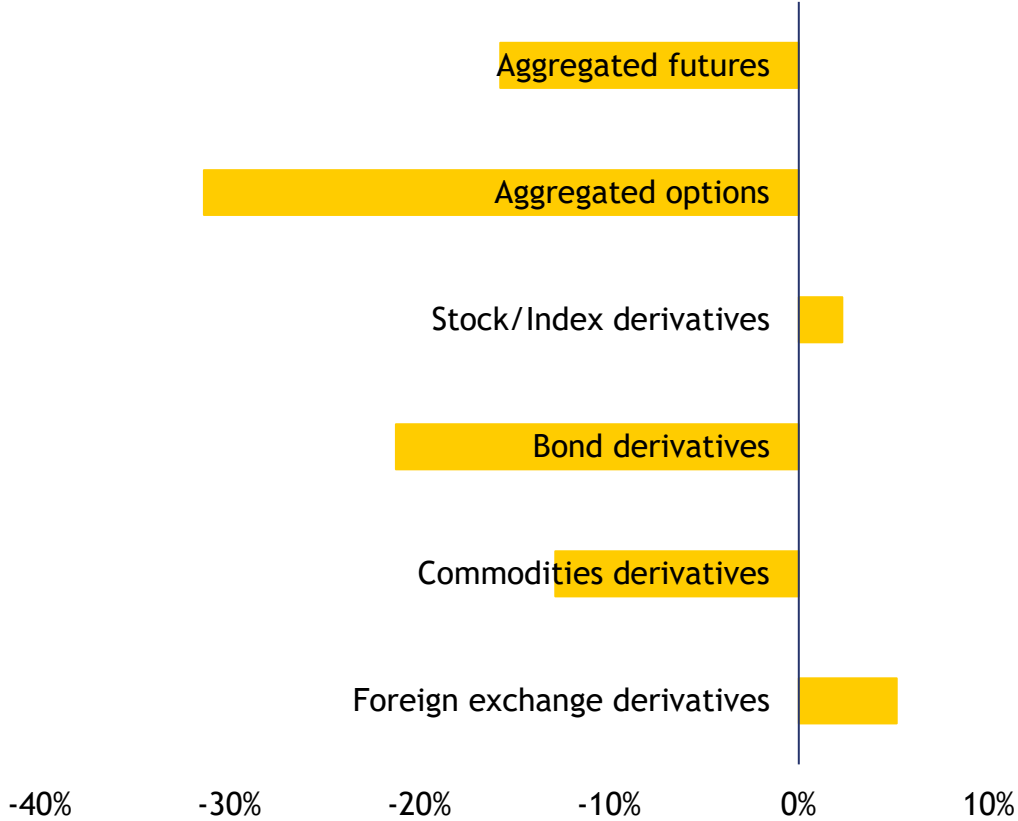 Aggregated futures
Aggregated options
Stock/Index derivatives
Bond derivatives
Commodities derivatives
Foreign exchange derivatives
-40% -30% -20% -10% 0% 10%